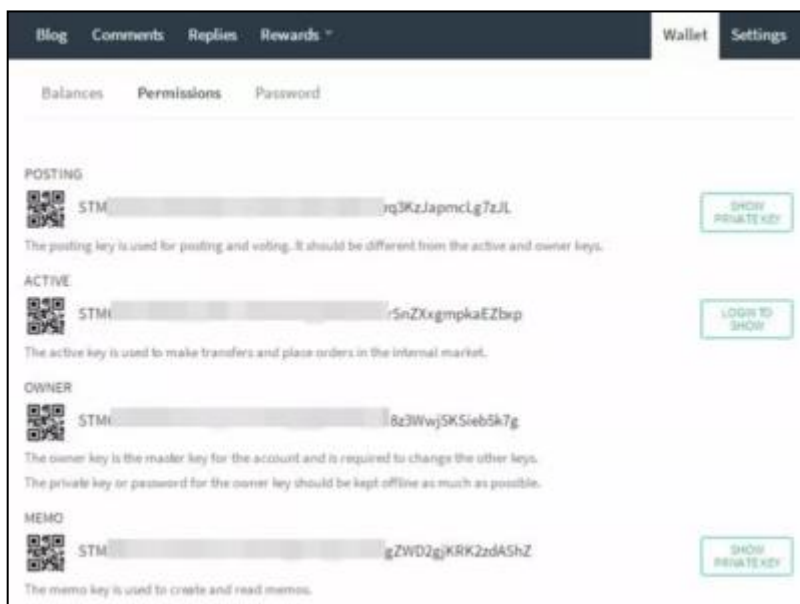 Blog Comments Replies Rewards Wallet Settings
Balances Permissions Password
POSTING
STM rq3KzJapmcLg7zJL SHOW PRIVATE KEY
The posting key is used for posting and voting. It should be different from the active and owner keys.
ACTIVE
STM r5nZXxgmpkaEZbxp LOGIN TO SHOW
The active key is used to make transfers and place orders in the internal market.
OWNER
STM 8z3Wwj5KSieb5k7g
The owner key is the master key for the account and is required to change the other keys.
The private key or password for the owner key should be kept offline as much as possible.
MEMO
STM gZWD2gjKRK2zdAShZ SHOW PRIVATE KEY
The memo key is used to create and read memos.